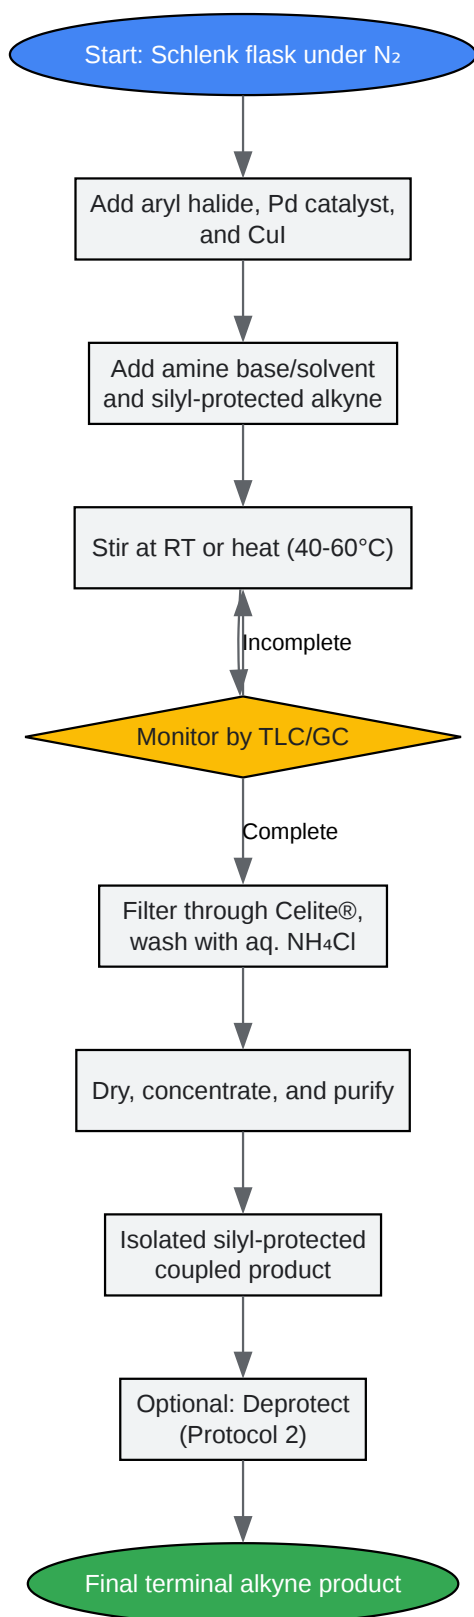 Start: Schlenk flask under N₂
Add aryl halide, Pd catalyst,
and CuI
Add amine base/solvent
and silyl-protected alkyne
Stir at RT or heat (40-60°C)
Incomplete
Monitor by TLC/GC
Complete
Filter through Celite®,
wash with aq. NH₄Cl
Dry, concentrate, and purify
Isolated silyl-protected
coupled product
Optional: Deprotect
(Protocol 2)
Final terminal alkyne product